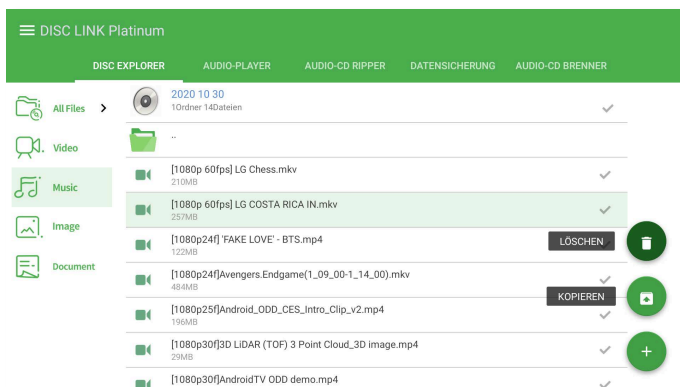 DISC LINK Platinum
DISC EXPLORER AUDIO-PLAYER AUDIO-CD RIPPER DATENSICHERUNG AUDIO-CD BRENNER
All Files
Video
Music
Image
Document
2020 10 30
1Ordner 14Dateien
..
[1080p 60fps] LG Chess.mkv
210MB
[1080p 60fps] LG COSTA RICA IN.mkv
257MB
[1080p24f] 'FAKE LOVE' - BTS.mp4
122MB
LÖSCHEN
[1080p24f]Avengers.Endgame(1_09_00-1_14_00).mkv
484MB
KOPIEREN
[1080p25f]Android_ODD_CES_Intro_Clip_v2.mp4
196MB
[1080p30f]3D LiDAR (TOF) 3 Point Cloud_3D image.mp4
29MB
[1080p30f]AndroidTV ODD demo.mp4